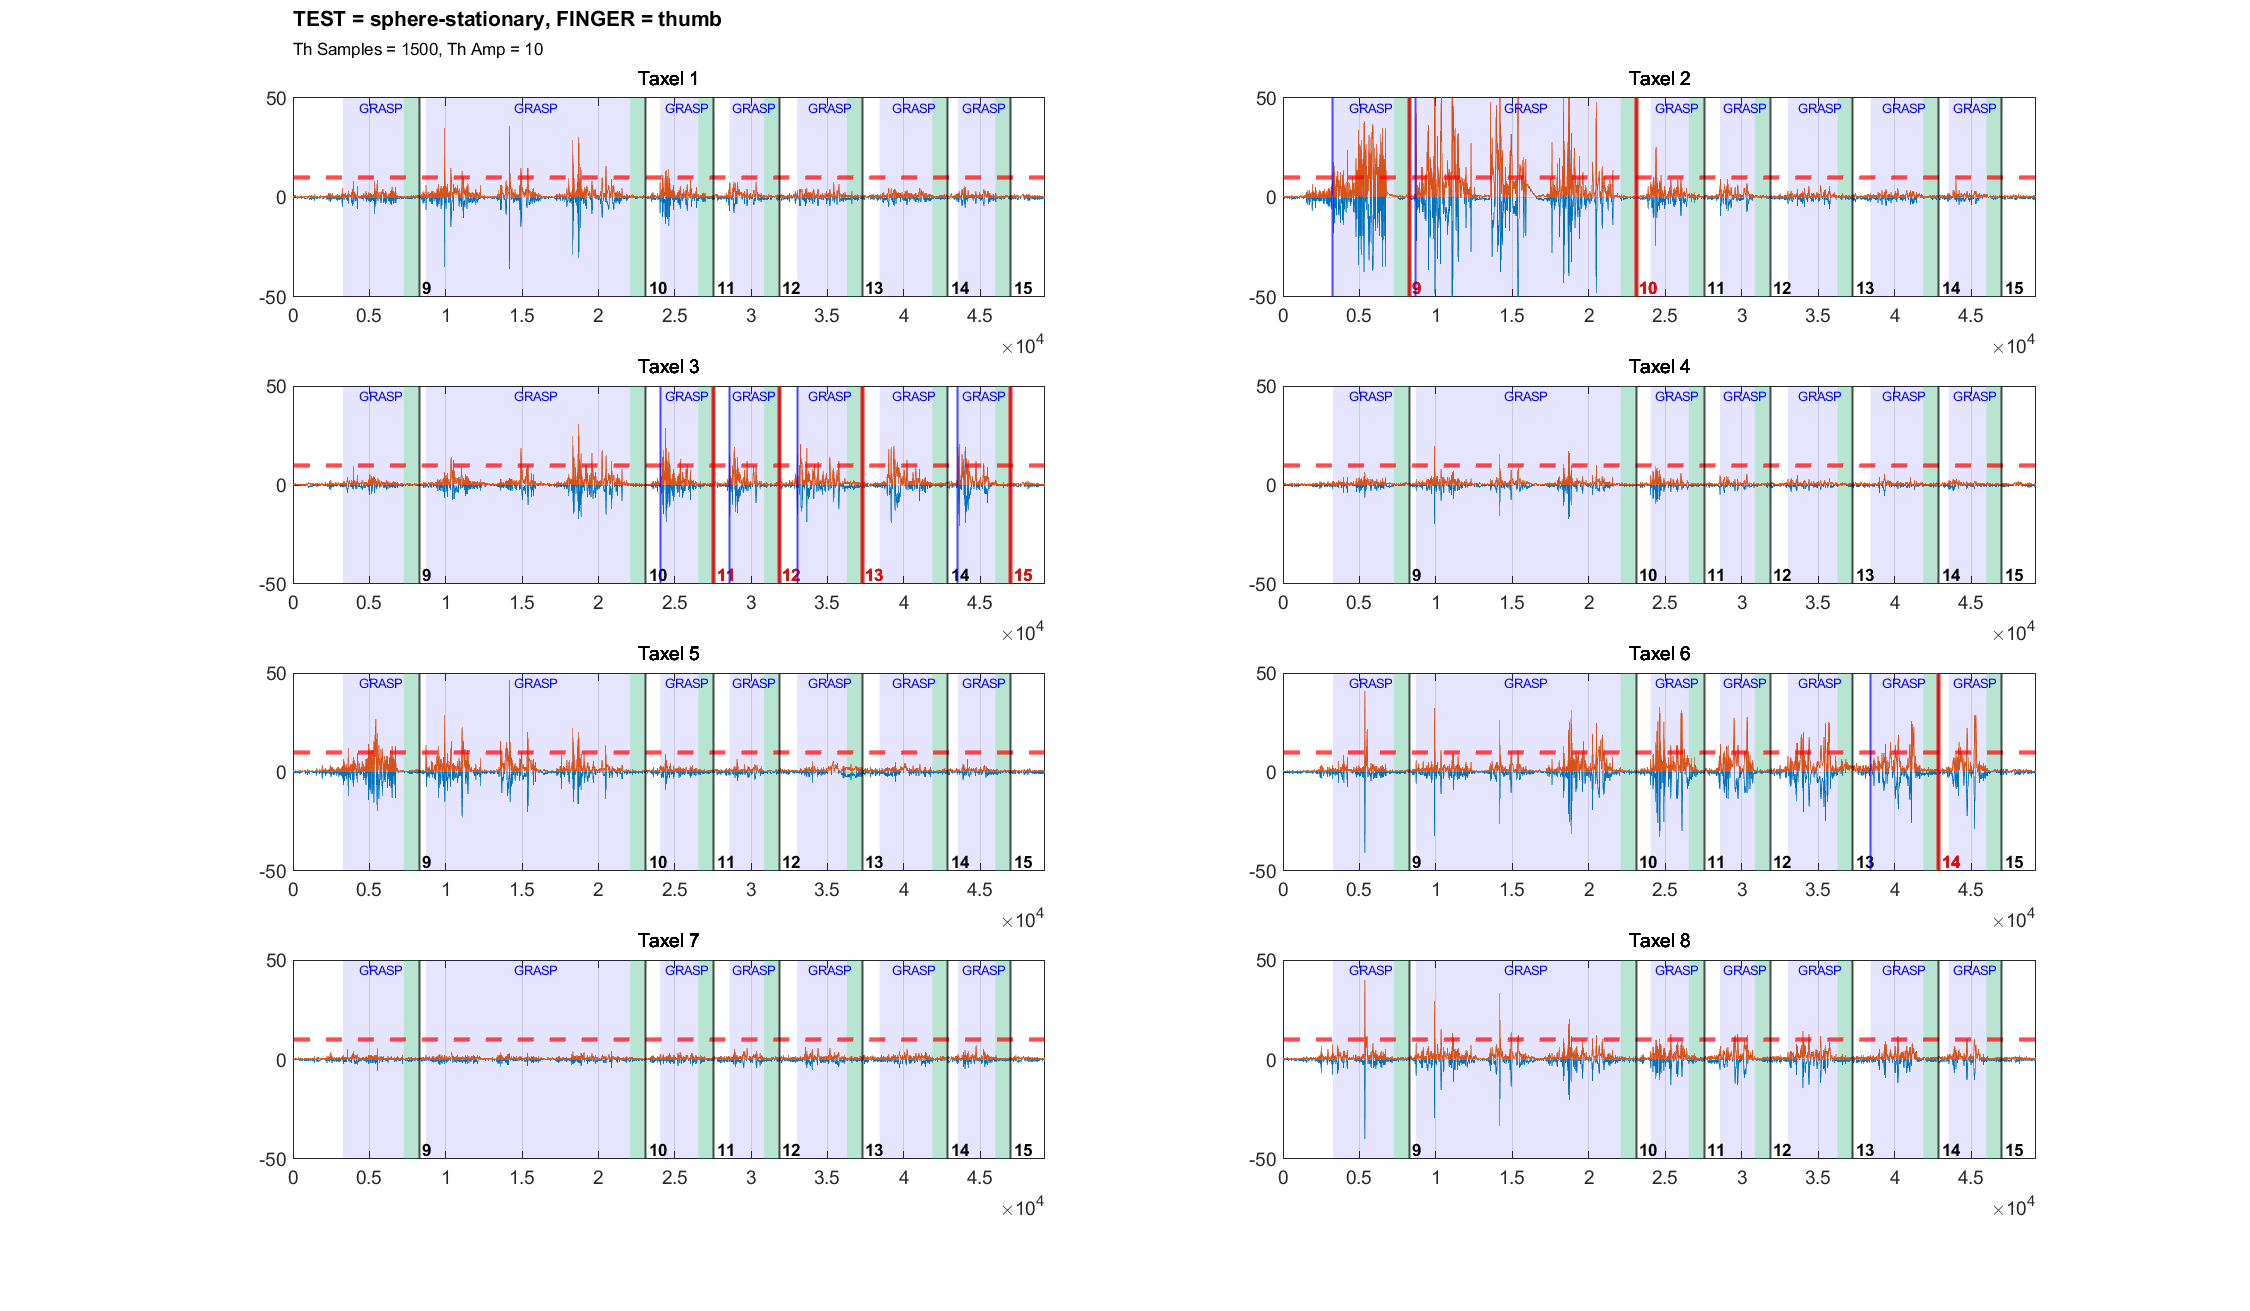 TEST = sphere-stationary, FINGER = thumb
Th Samples = 1500, Th Amp = 10
Taxel 1
50
0
-50
GRASP GRASP GRASP GRASP GRASP GRASP GRASP
9 10 11 12 13 14 15
0 0.5 1 1.5 2 2.5 3 3.5 4 4.5
×10^4
Taxel 2
50
0
-50
GRASP GRASP GRASP GRASP GRASP GRASP GRASP
9 10 11 12 13 14 15
0 0.5 1 1.5 2 2.5 3 3.5 4 4.5
×10^4
Taxel 3
50
0
-50
GRASP GRASP GRASP GRASP GRASP GRASP GRASP
9 10 11 12 13 14 15
0 0.5 1 1.5 2 2.5 3 3.5 4 4.5
×10^4
Taxel 4
50
0
-50
GRASP GRASP GRASP GRASP GRASP GRASP GRASP
9 10 11 12 13 14 15
0 0.5 1 1.5 2 2.5 3 3.5 4 4.5
×10^4
Taxel 5
50
0
-50
GRASP GRASP GRASP GRASP GRASP GRASP GRASP
9 10 11 12 13 14 15
0 0.5 1 1.5 2 2.5 3 3.5 4 4.5
×10^4
Taxel 6
50
0
-50
GRASP GRASP GRASP GRASP GRASP GRASP GRASP
9 10 11 12 13 14 15
0 0.5 1 1.5 2 2.5 3 3.5 4 4.5
×10^4
Taxel 7
50
0
-50
GRASP GRASP GRASP GRASP GRASP GRASP GRASP
9 10 11 12 13 14 15
0 0.5 1 1.5 2 2.5 3 3.5 4 4.5
×10^4
Taxel 8
50
0
-50
GRASP GRASP GRASP GRASP GRASP GRASP GRASP
9 10 11 12 13 14 15
0 0.5 1 1.5 2 2.5 3 3.5 4 4.5
×10^4